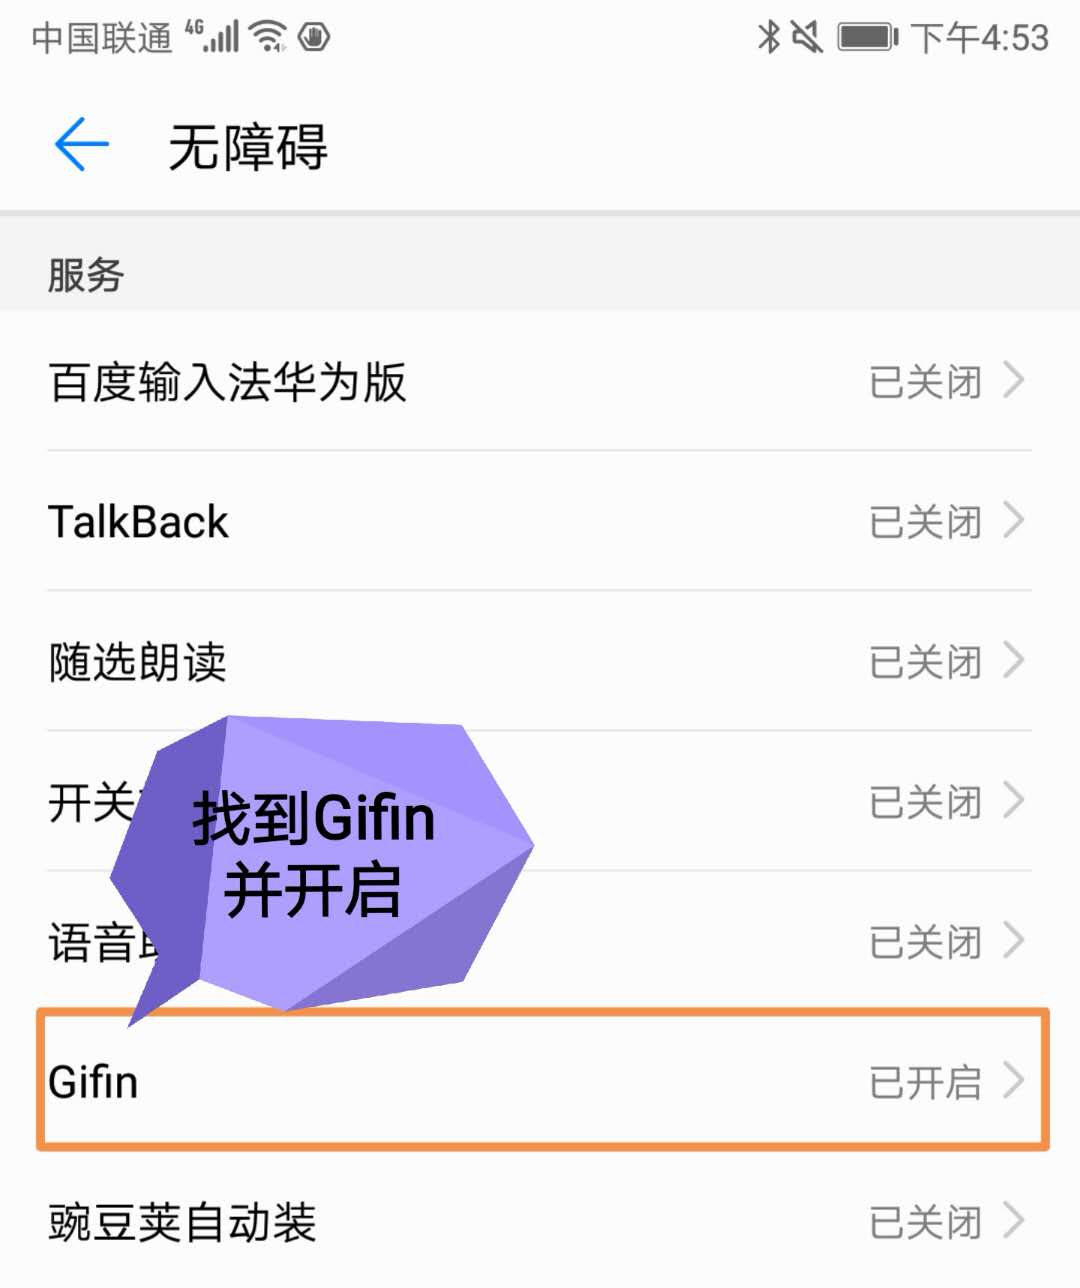 中国联通 4G 下午4:53
无障碍
服务
百度输入法华为版 已关闭
TalkBack 已关闭
随选朗读 已关闭
开关 已关闭
找到Gifin
并开启
语音 已关闭
Gifin 已开启
豌豆荚自动装 已关闭